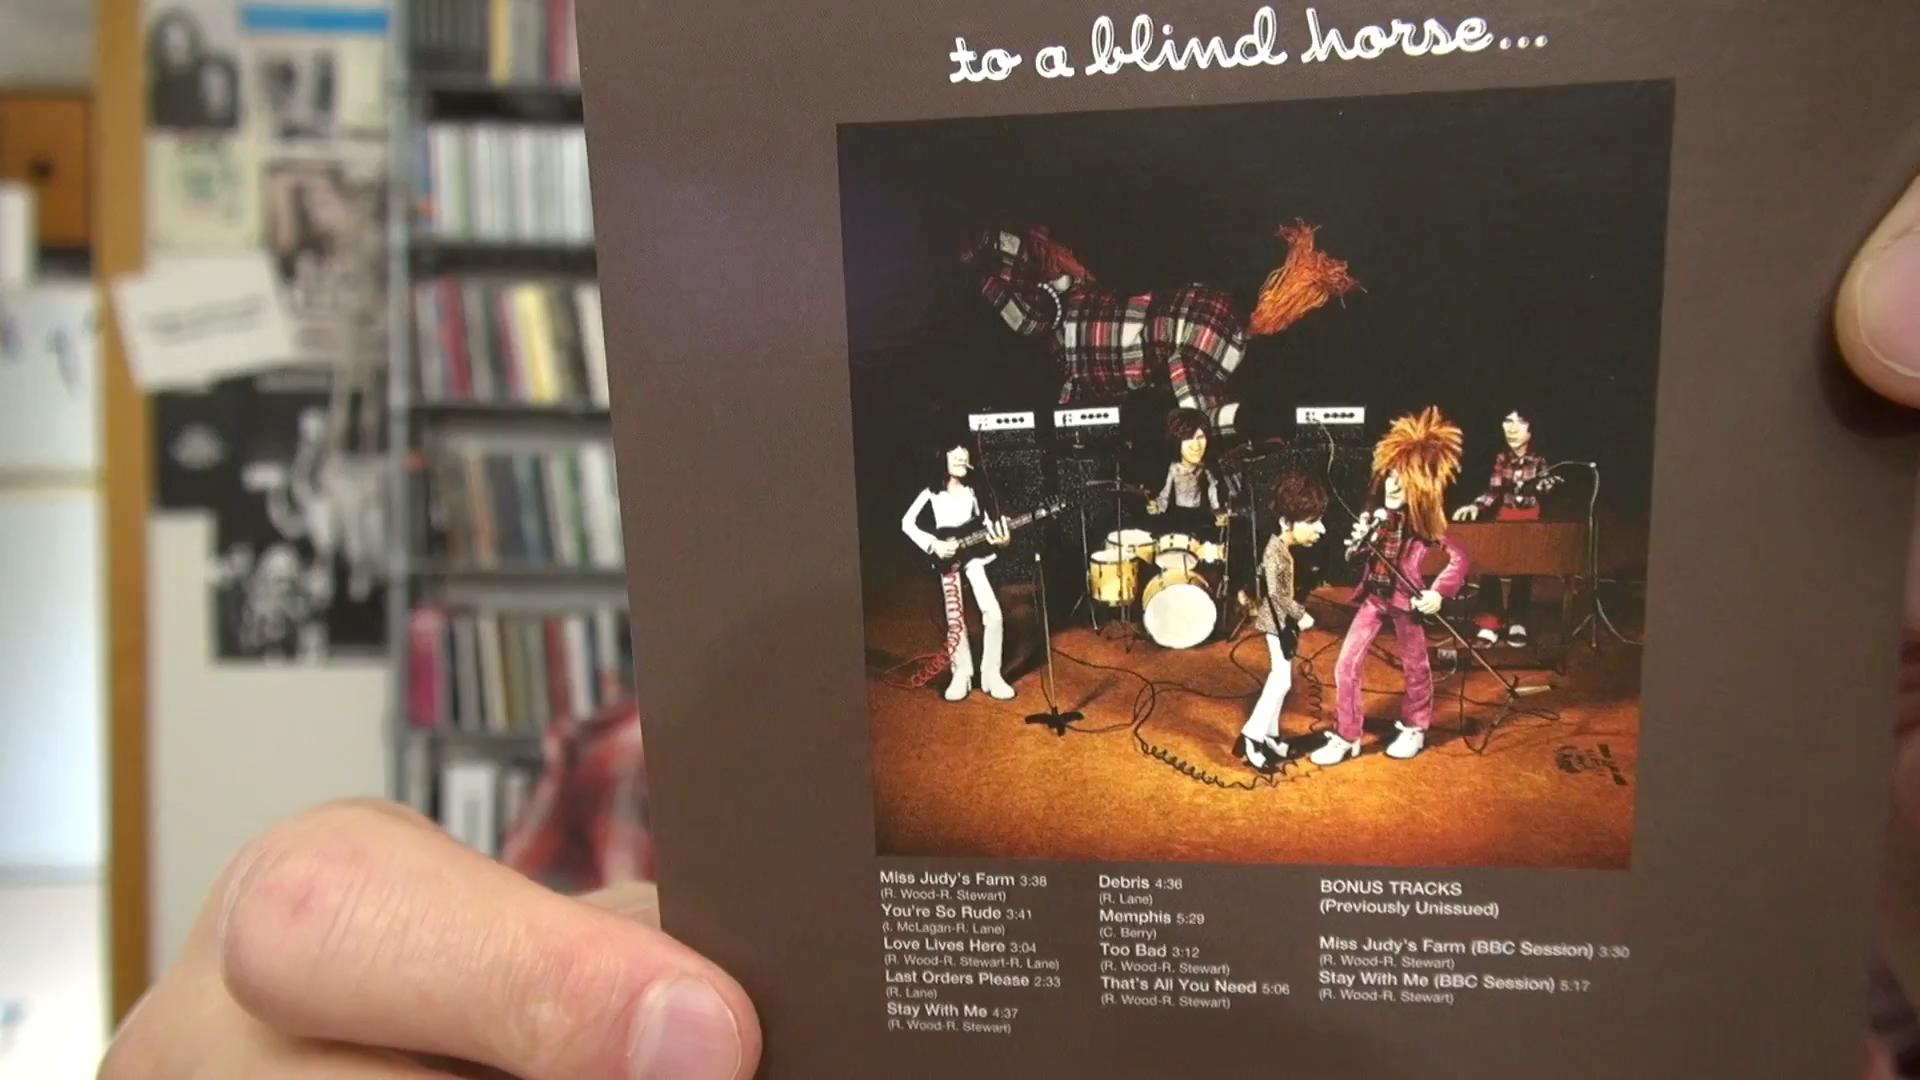 to a blind horse...
Miss Judy's Farm 3:38
(R. Wood-R. Stewart)
You're So Rude 3:41
(I. McLagan-R. Lane)
Love Lives Here 3:04
(R. Wood-R. Stewart-R. Lane)
Last Orders Please 2:33
(R. Lane)
Stay With Me 4:37
(R. Wood-R. Stewart)
Debris 4:36
(R. Lane)
Memphis 5:29
(C. Berry)
Too Bad 3:12
(R. Wood-R. Stewart)
That's All You Need 5:06
(R. Wood-R. Stewart)
BONUS TRACKS
(Previously Unissued)
Miss Judy's Farm (BBC Session) 3:30
(R. Wood-R. Stewart)
Stay With Me (BBC Session) 5:17
(R. Wood-R. Stewart)